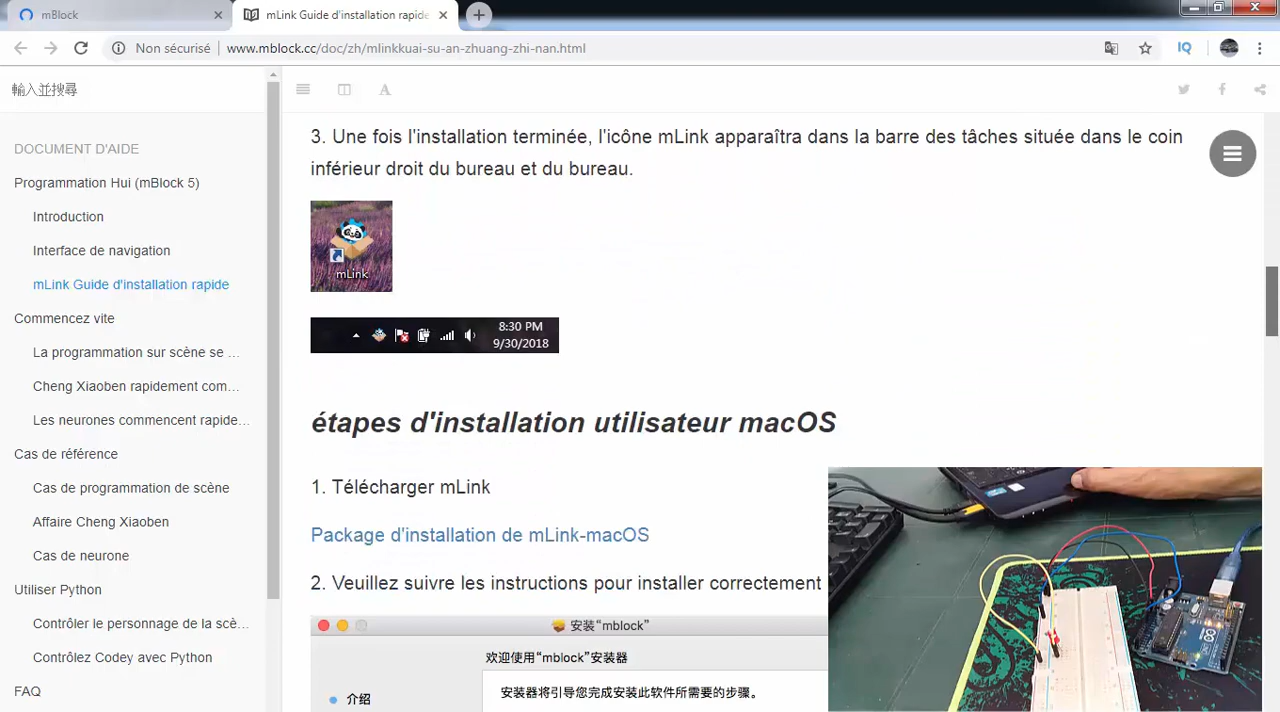 mBlock
mLink Guide d'installation rapide
Non sécurisé
www.mblock.cc/doc/zh/mlinkkuai-su-an-zhuang-zhi-nan.html
IQ
輸入並搜尋
A
DOCUMENT D'AIDE
Programmation Hui (mBlock 5)
Introduction
Interface de navigation
mLink Guide d'installation rapide
Commencez vite
La programmation sur scène se ...
Cheng Xiaoben rapidement com...
Les neurones commencent rapide...
Cas de référence
Cas de programmation de scène
Affaire Cheng Xiaoben
Cas de neurone
Utiliser Python
Contrôler le personnage de la scè...
Contrôlez Codey avec Python
FAQ
3. Une fois l'installation terminée, l'icône mLink apparaîtra dans la barre des tâches située dans le coin
inférieur droit du bureau et du bureau.
mLink
8:30 PM
9/30/2018
étapes d'installation utilisateur macOS
1. Télécharger mLink
Package d'installation de mLink-macOS
2. Veuillez suivre les instructions pour installer correctement
安装“mblock”
欢迎使用“mblock”安装器
介绍
安装器将引导您完成安装此软件所需要的步骤。